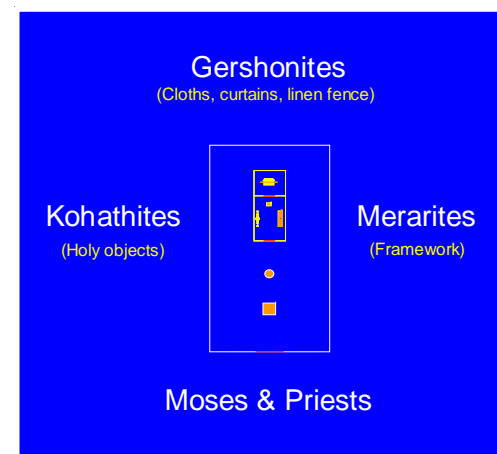 Gershonites
(Cloths, curtains, linen fence)
Kohathites
(Holy objects)
Merarites
(Framework)
Moses & Priests